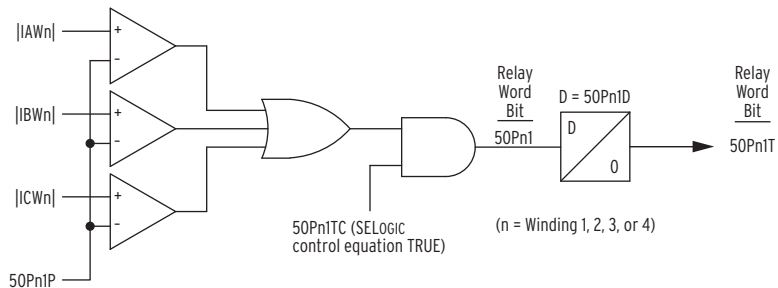 |IAWn|
+
-
|IBWn|
+
-
|ICWn|
+
-
50Pn1P
50Pn1TC (SELOGIC
control equation TRUE)
Relay
Word
Bit
50Pn1
D = 50Pn1D
D
0
Relay
Word
Bit
50Pn1T
(n = Winding 1, 2, 3, or 4)